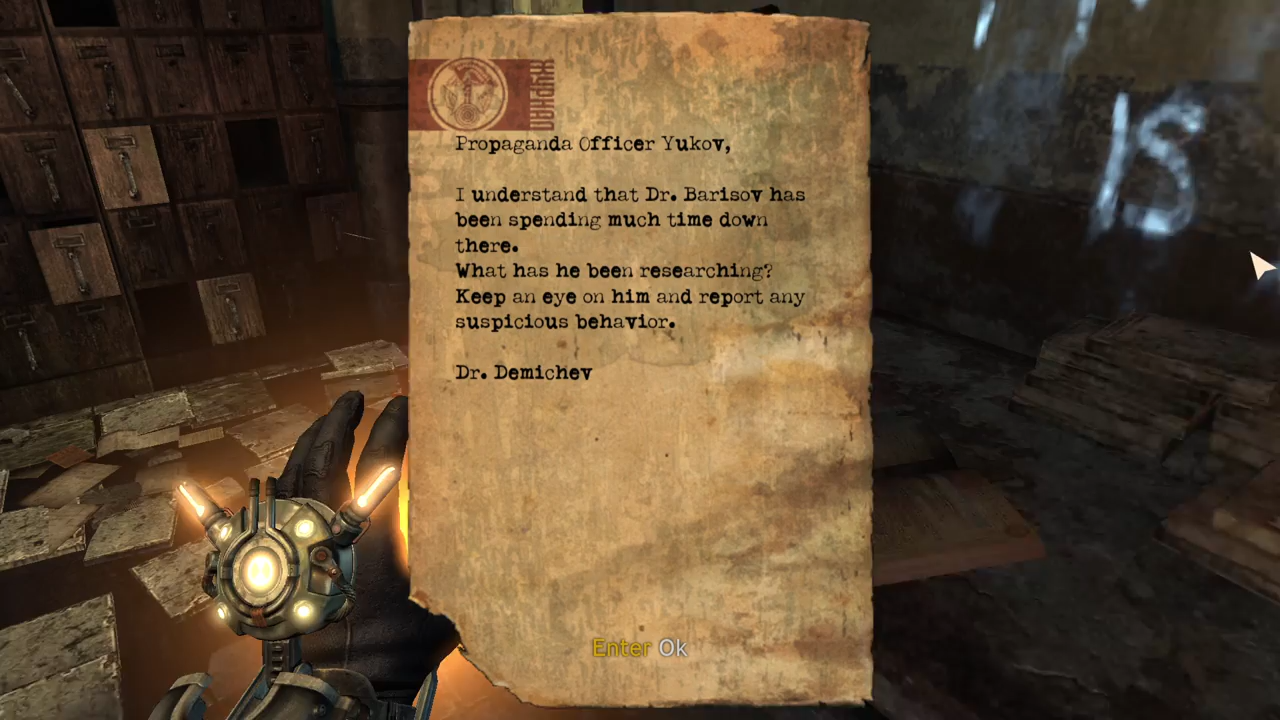 ЖУРНАЛ
Propaganda Officer Yukov,
I understand that Dr. Barisov has
been spending much time down
there.
What has he been researching?
Keep an eye on him and report any
suspicious behavior.
Dr. Demichev
Enter Ok